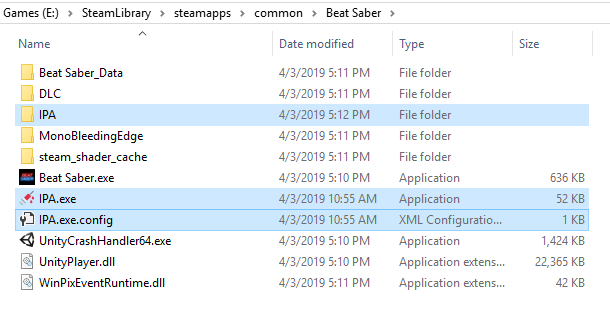 Games (E:) > SteamLibrary > steamapps > common > Beat Saber >
Name Date modified Type Size
Beat Saber_Data 4/3/2019 5:11 PM File folder
DLC 4/3/2019 5:11 PM File folder
IPA 4/3/2019 5:12 PM File folder
MonoBleedingEdge 4/3/2019 5:11 PM File folder
steam_shader_cache 4/3/2019 5:11 PM File folder
Beat Saber.exe 4/3/2019 5:10 PM Application 636 KB
IPA.exe 4/3/2019 10:55 AM Application 52 KB
IPA.exe.config 4/3/2019 10:55 AM XML Configuratio... 1 KB
UnityCrashHandler64.exe 4/3/2019 5:10 PM Application 1,424 KB
UnityPlayer.dll 4/3/2019 5:10 PM Application extens... 22,365 KB
WinPixEventRuntime.dll 4/3/2019 5:10 PM Application extens... 42 KB